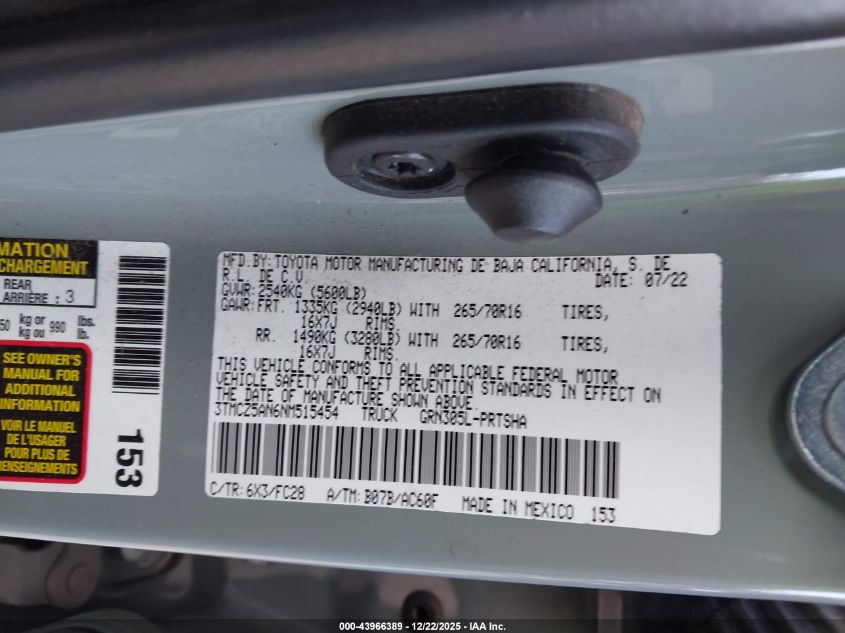 MATION
CHARGEMENT
REAR
ARRIÈRE : 3
50 kg or 990 lbs.
kg ou lb.
SEE OWNER'S
MANUAL FOR
ADDITIONAL
INFORMATION
VOIR LE MANUEL
DE L'USAGER
POUR PLUS DE
RENSEIGNEMENTS
153
MFD.BY:TOYOTA MOTOR MANUFACTURING DE BAJA CALIFORNIA, S. DE
R.L. DE C.V. DATE: 07/22
GVWR:2540KG (5600LB)
GAWR:FRT. 1335KG (2940LB) WITH 265/70R16 TIRES,
16X7J RIMS.
RR. 1490KG (3280LB) WITH 265/70R16 TIRES,
16X7J RIMS.
THIS VEHICLE CONFORMS TO ALL APPLICABLE FEDERAL MOTOR
VEHICLE SAFETY AND THEFT PREVENTION STANDARDS IN EFFECT ON
THE DATE OF MANUFACTURE SHOWN ABOVE.
3TMCZ5AN6NM515454 TRUCK GRN305L-PRTSHA
C/TR:6X3/FC28 A/TM:B07B/AC60F MADE IN MEXICO 153
000-43966389 - 12/22/2025 - IAA Inc.